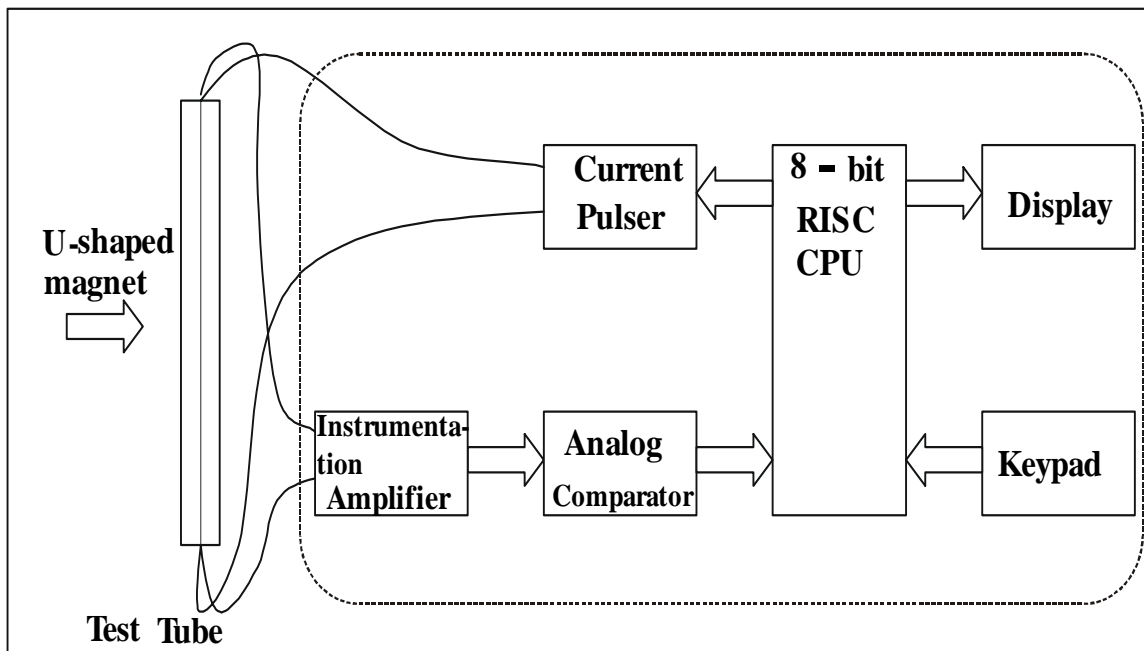 U-shaped
magnet
Test Tube
Current
Pulser
8 - bit
RISC
CPU
Display
Instrumenta-
tion
Amplifier
Analog
Comparator
Keypad